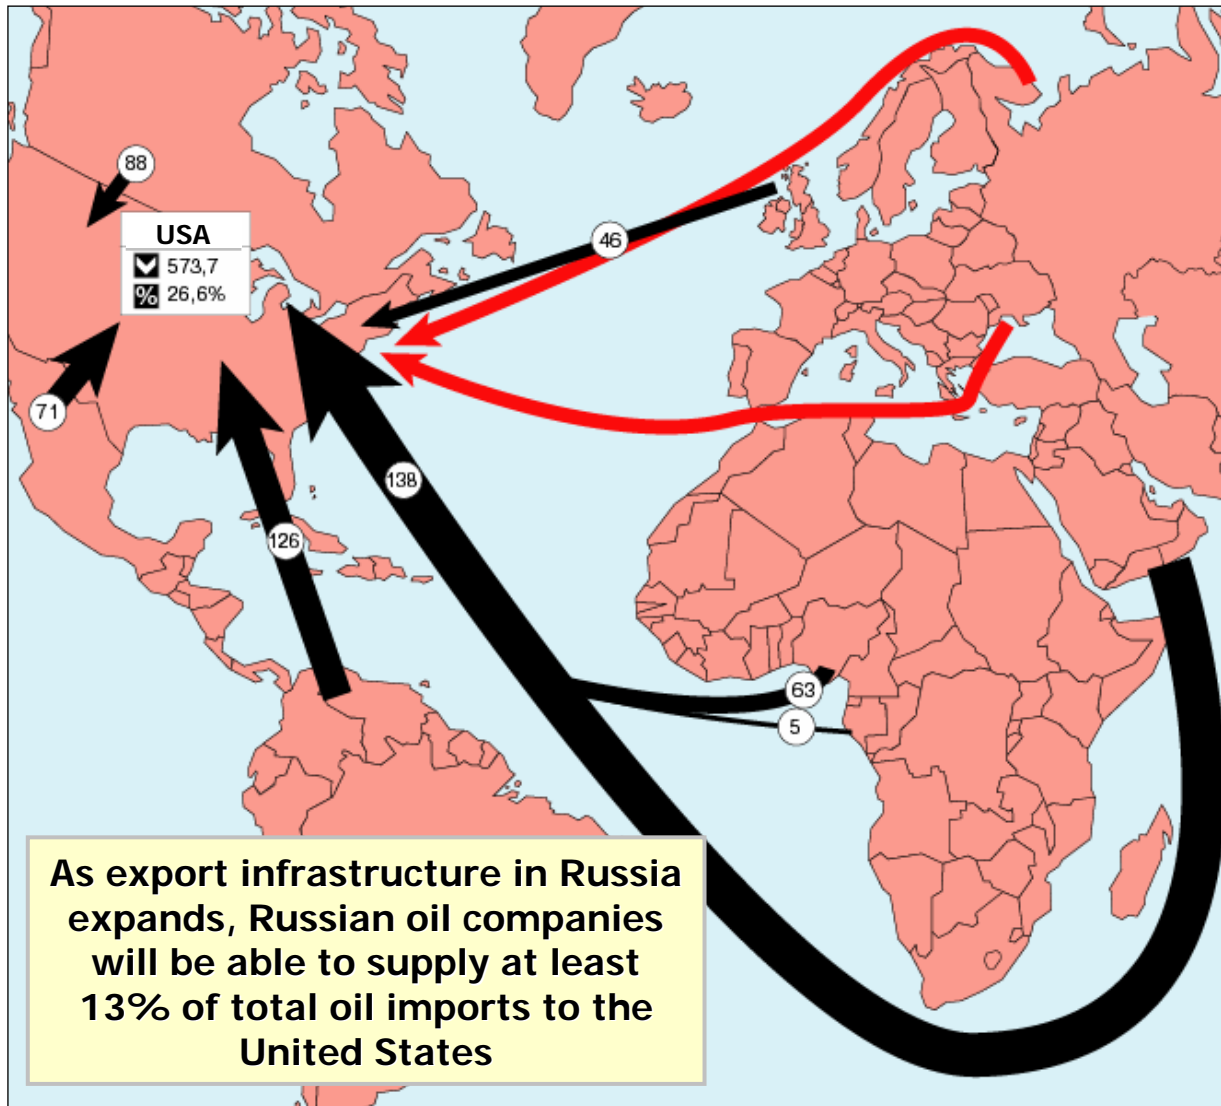 88
USA
573,7
% 26,6%
46
71
138
126
63
5
As export infrastructure in Russia
expands, Russian oil companies
will be able to supply at least
13% of total oil imports to the
United States